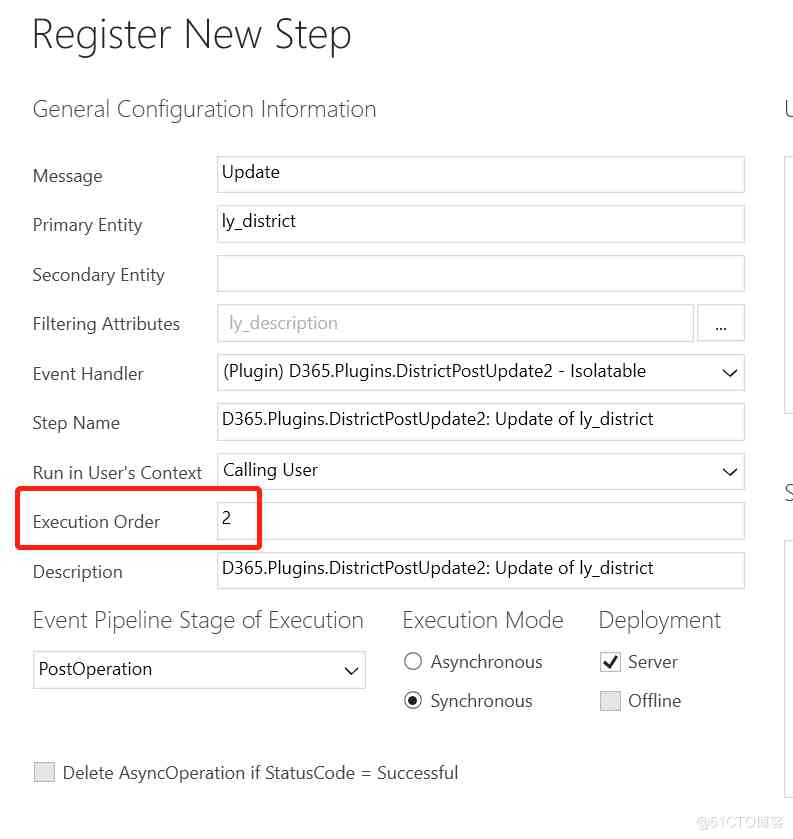 Register New Step
General Configuration Information
Message Update
Primary Entity ly_district
Secondary Entity
Filtering Attributes ly_description ...
Event Handler (Plugin) D365.Plugins.DistrictPostUpdate2 - Isolatable
Step Name D365.Plugins.DistrictPostUpdate2: Update of ly_district
Run in User's Context Calling User
Execution Order 2
Description D365.Plugins.DistrictPostUpdate2: Update of ly_district
Event Pipeline Stage of Execution Execution Mode Deployment
PostOperation Asynchronous Server
Synchronous Offline
Delete AsyncOperation if StatusCode = Successful
@51CTO博客